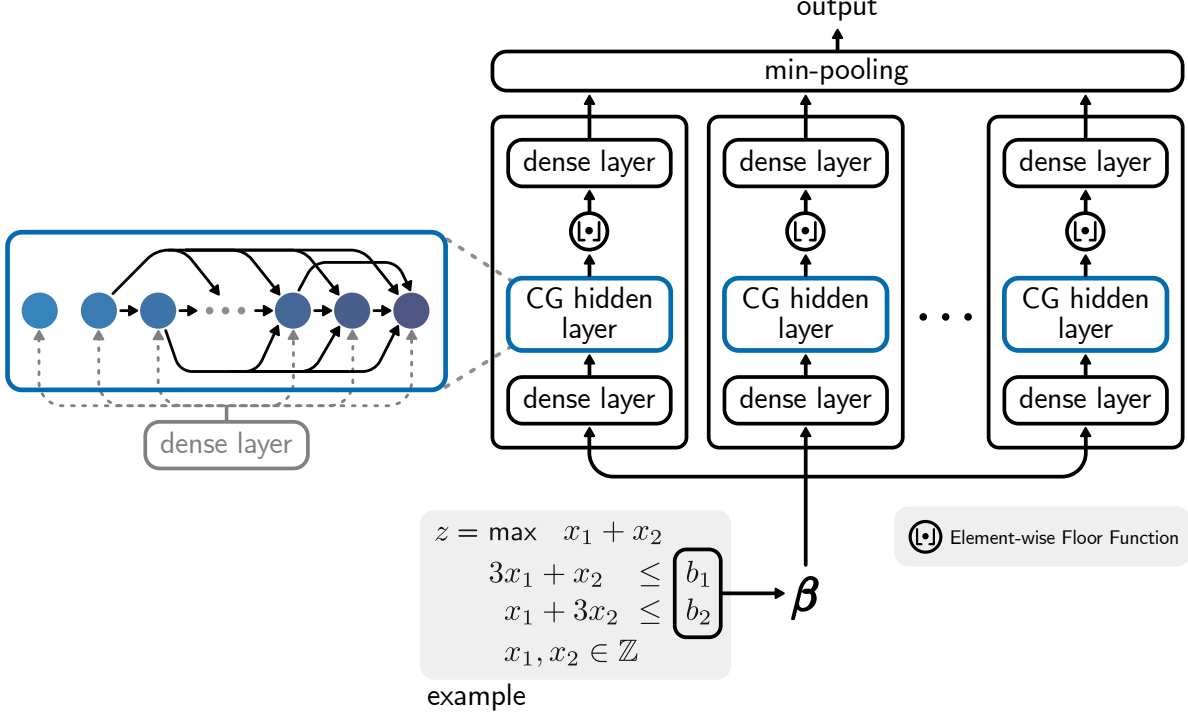 output
min-pooling
dense layer
dense layer
dense layer
⌊•⌋
⌊•⌋
⌊•⌋
CG hidden
layer
CG hidden
layer
. . .
CG hidden
layer
dense layer
dense layer
dense layer
dense layer
z = max x₁ + x₂
3x₁ + x₂ ≤ b₁
x₁ + 3x₂ ≤ b₂
x₁, x₂ ∈ ℤ
example
β
⌊•⌋ Element-wise Floor Function